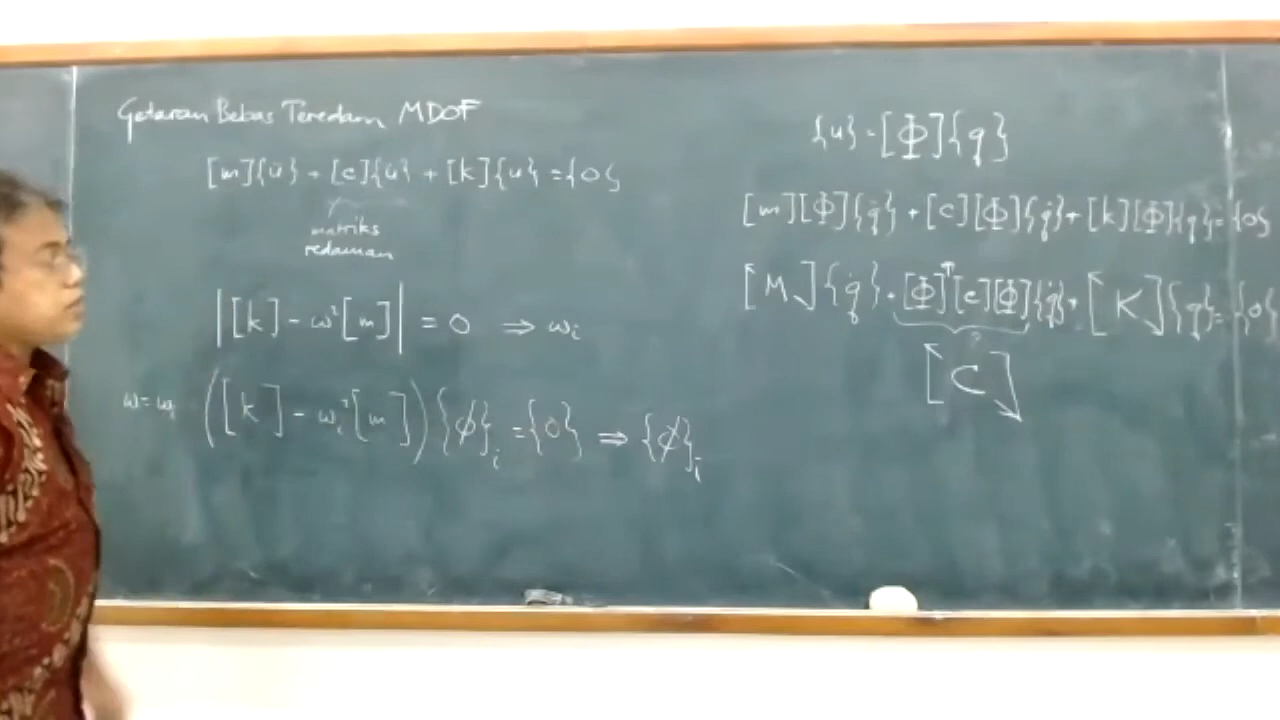 Getaran Bebas Teredam MDOF
[m]{ü} + [c]{u̇} + [k]{u} = {0}
matriks
redaman
|[k] - ω²[m]| = 0 ⇒ ωᵢ
ω = ωᵢ ([k] - ωᵢ²[m]){ϕ}ᵢ = {0} ⇒ {ϕ}ᵢ
{u} = [Φ]{q}
[m][Φ]{q̈} + [c][Φ]{q̇} + [k][Φ]{q} = {0}
[M]{q̈} + [Φ]ᵀ[c][Φ]{q̇} + [K]{q} = {0}
[C]